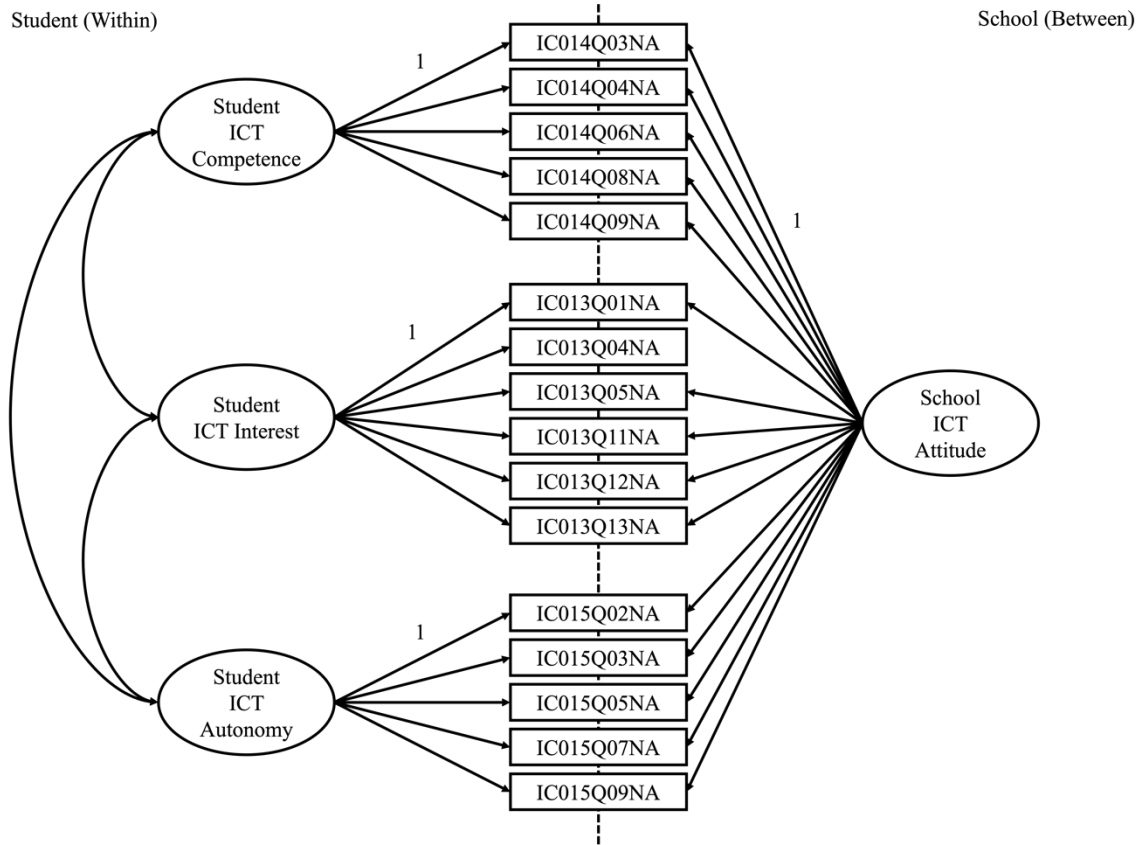 Student (Within)
School (Between)
1
IC014Q03NA
IC014Q04NA
IC014Q06NA
IC014Q08NA
IC014Q09NA
Student
ICT
Competence
1
IC013Q01NA
IC013Q04NA
IC013Q05NA
IC013Q11NA
IC013Q12NA
IC013Q13NA
1
Student
ICT Interest
School
ICT
Attitude
IC015Q02NA
IC015Q03NA
IC015Q05NA
IC015Q07NA
IC015Q09NA
1
Student
ICT
Autonomy